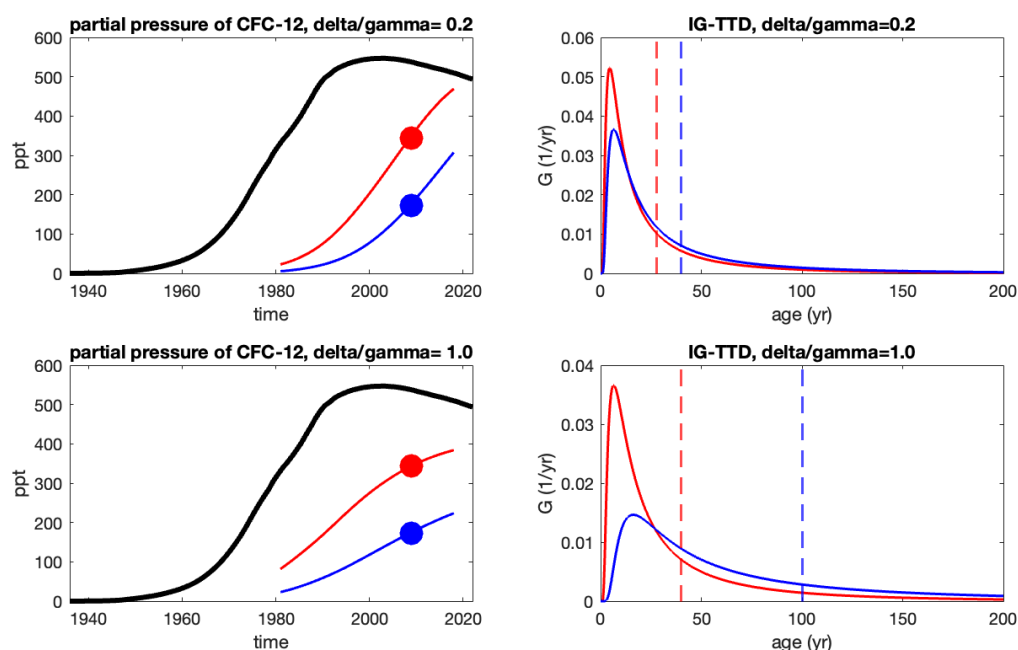 partial pressure of CFC-12, delta/gamma= 0.2
600
500
400
300
200
100
0
ppt
1940 1960 1980 2000 2020
time
IG-TTD, delta/gamma=0.2
0.06
0.05
0.04
0.03
0.02
0.01
0
G (1/yr)
0 50 100 150 200
age (yr)
partial pressure of CFC-12, delta/gamma= 1.0
600
500
400
300
200
100
0
ppt
1940 1960 1980 2000 2020
time
IG-TTD, delta/gamma=1.0
0.04
0.03
0.02
0.01
0
G (1/yr)
0 50 100 150 200
age (yr)